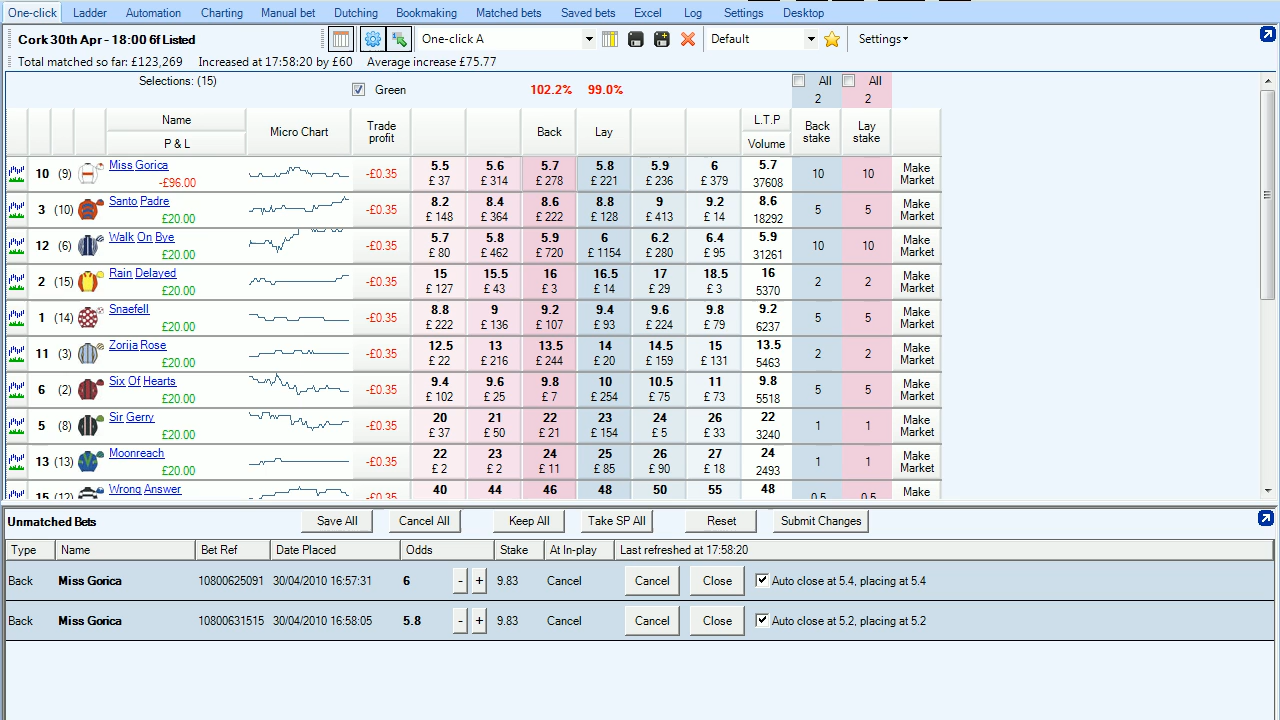 One-click Ladder Automation Charting Manual bet Dutching Bookmaking Matched bets Saved bets Excel Log Settings Desktop
Cork 30th Apr - 18:00 6f Listed One-click A Default Settings
Total matched so far: £123,269 Increased at 17:58:20 by £60 Average increase £75.77
Selections: (15) Green 102.2% 99.0% All All
2 2
Name Micro Chart Trade profit Back Lay L.T.P Back stake Lay stake
P & L Volume
10 (9) Miss Gorica -£0.35 5.5 5.6 5.7 5.8 5.9 6 5.7 10 10 Make Market
-£96.00 £ 37 £ 314 £ 278 £ 221 £ 236 £ 379 37608
3 (10) Santo Padre -£0.35 8.2 8.4 8.6 8.8 9 9.2 8.6 5 5 Make Market
£20.00 £ 148 £ 364 £ 222 £ 128 £ 413 £ 14 18292
12 (6) Walk On Bye -£0.35 5.7 5.8 5.9 6 6.2 6.4 5.9 10 10 Make Market
£20.00 £ 80 £ 462 £ 720 £ 1154 £ 280 £ 95 31261
2 (15) Rain Delayed -£0.35 15 15.5 16 16.5 17 18.5 16 2 2 Make Market
£20.00 £ 127 £ 43 £ 3 £ 14 £ 29 £ 3 5370
1 (14) Snaefell -£0.35 8.8 9 9.2 9.4 9.6 9.8 9.2 5 5 Make Market
£20.00 £ 222 £ 136 £ 107 £ 93 £ 224 £ 79 6237
11 (3) Zorija Rose -£0.35 12.5 13 13.5 14 14.5 15 13.5 2 2 Make Market
£20.00 £ 22 £ 216 £ 244 £ 20 £ 159 £ 131 5463
6 (2) Six Of Hearts -£0.35 9.4 9.6 9.8 10 10.5 11 9.8 5 5 Make Market
£20.00 £ 102 £ 25 £ 7 £ 254 £ 75 £ 73 5518
5 (8) Sir Gerry -£0.35 20 21 22 23 24 26 22 1 1 Make Market
£20.00 £ 37 £ 50 £ 21 £ 154 £ 5 £ 33 3240
13 (13) Moonreach -£0.35 22 23 24 25 26 27 24 1 1 Make Market
£20.00 £ 2 £ 2 £ 11 £ 85 £ 90 £ 18 2493
15 (12) Wrong Answer -£0.35 40 44 46 48 50 55 48 0.5 0.5 Make
Unmatched Bets Save All Cancel All Keep All Take SP All Reset Submit Changes
Type Name Bet Ref Date Placed Odds Stake At In-play Last refreshed at 17:58:20
Back Miss Gorica 10800625091 30/04/2010 16:57:31 6 - + 9.83 Cancel Cancel Close Auto close at 5.4, placing at 5.4
Back Miss Gorica 10800631515 30/04/2010 16:58:05 5.8 - + 9.83 Cancel Cancel Close Auto close at 5.2, placing at 5.2